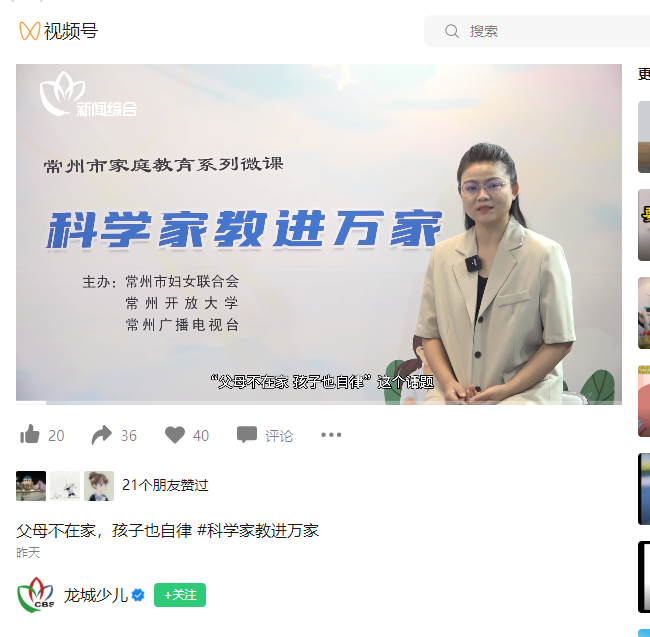 视频号
搜索
更
新闻综合
常州市家庭教育系列微课
科学家教进万家
主办：常州市妇女联合会
常州开放大学
常州广播电视台
“父母不在家 孩子也自律”这个话题
20
36
40
评论
21个朋友赞过
父母不在家，孩子也自律 #科学家教进万家
昨天
CBS
龙城少儿
+关注